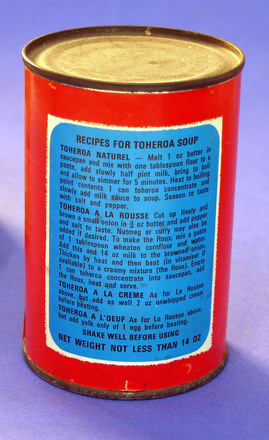 RECIPES FOR TOHEROA SOUP
TOHEROA NATUREL — Melt 1 oz butter in
saucepan and mix with one tablespoon flour to a
paste, add slowly half pint milk, bring to boil
and allow to simmer for 5 minutes. Heat to boiling
point contents 1 can toheroa concentrate and
slowly add milk sauce to soup. Season to taste
with salt and pepper.
TOHEROA A LA ROUSSE Cut up finely and
brown a small onion in ¾ oz butter and add pepper
and salt to taste. Nutmeg or curry may also be
added if desired. To make the Roux, mix a paste
of 1 tablespoon wheaten cornflour and water.
Add this and 14 oz milk to the browned onion.
Thicken by heat and then beat (in vitamiser if
available) to a creamy mixture (the Roux). Empty
1 can toheroa concentrate into saucepan, add
the Roux, heat and serve.
TOHEROA A LA CREME As for La Rousse
above, but add as well 2 oz unwhipped cream
before beating.
TOHEROA A L'OEUF As for La Rousse above,
but add yolk only of 1 egg before beating.
SHAKE WELL BEFORE USING
NET WEIGHT NOT LESS THAN 14 OZ